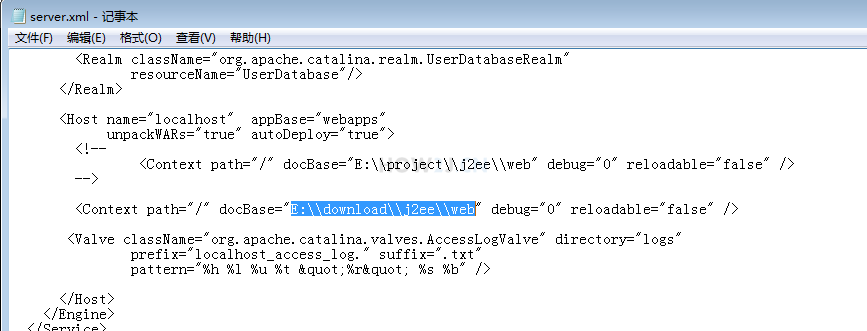 server.xml - 记事本
文件(F) 编辑(E) 格式(O) 查看(V) 帮助(H)
<Realm className="org.apache.catalina.realm.UserDatabaseRealm"
resourceName="UserDatabase"/>
</Realm>
<Host name="localhost" appBase="webapps"
unpackWARs="true" autoDeploy="true">
<!--
<Context path="/" docBase="E:\\project\\j2ee\\web" debug="0" reloadable="false" />
-->
<Context path="/" docBase="E:\\download\\j2ee\\web" debug="0" reloadable="false" />
<Valve className="org.apache.catalina.valves.AccessLogValve" directory="logs"
prefix="localhost_access_log." suffix=".txt"
pattern="%h %l %u %t &quot;%r&quot; %s %b" />
</Host>
</Engine>
</Service>